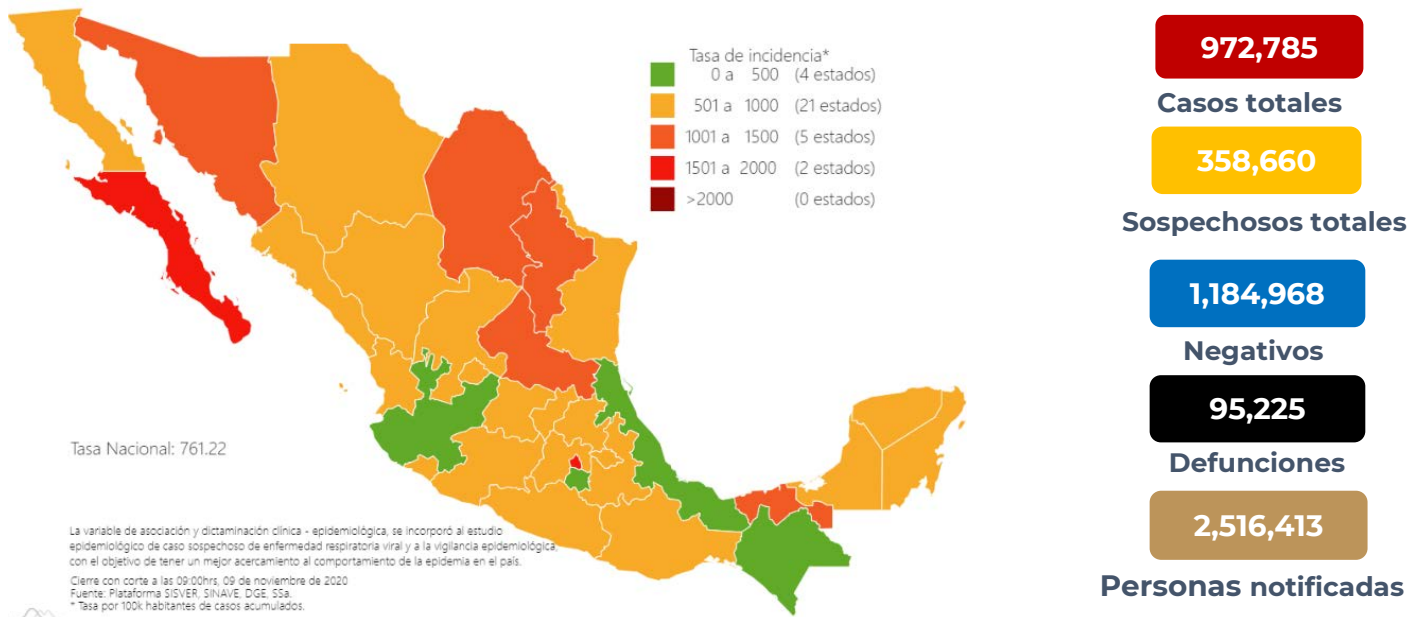 Tasa de incidencia*
0 a 500 (4 estados)
501 a 1000 (21 estados)
1001 a 1500 (5 estados)
1501 a 2000 (2 estados)
>2000 (0 estados)
Tasa Nacional: 761.22
La variable de asociación y dictaminación clínica - epidemiológica, se incorporó al estudio
epidemiológico de caso sospechoso de enfermedad respiratoria viral y a la vigilancia epidemiológica,
con el objetivo de tener un mejor acercamiento al comportamiento de la epidemia en el país.
Cierre con corte a las 09:00hrs, 09 de noviembre de 2020
Fuente: Plataforma SISVER, SINAVE, DGE, SSa.
* Tasa por 100k habitantes de casos acumulados.
972,785
Casos totales
358,660
Sospechosos totales
1,184,968
Negativos
95,225
Defunciones
2,516,413
Personas notificadas